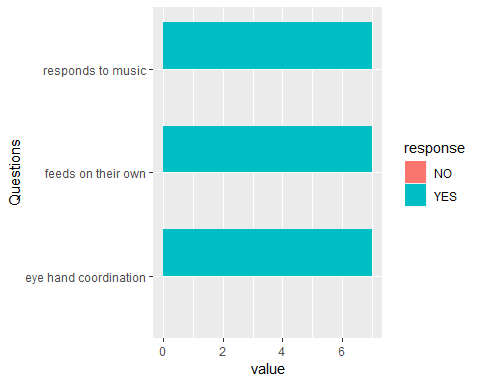 responds to music
feeds on their own
eye hand coordination
Questions
0 2 4 6
value
response
NO
YES